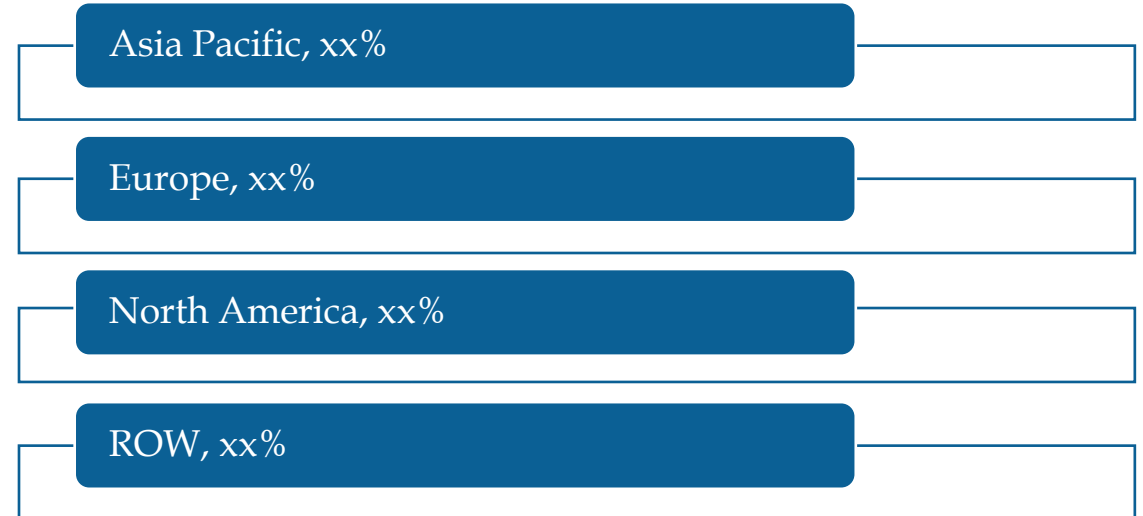 Asia Pacific, xx%
Europe, xx%
North America, xx%
ROW, xx%